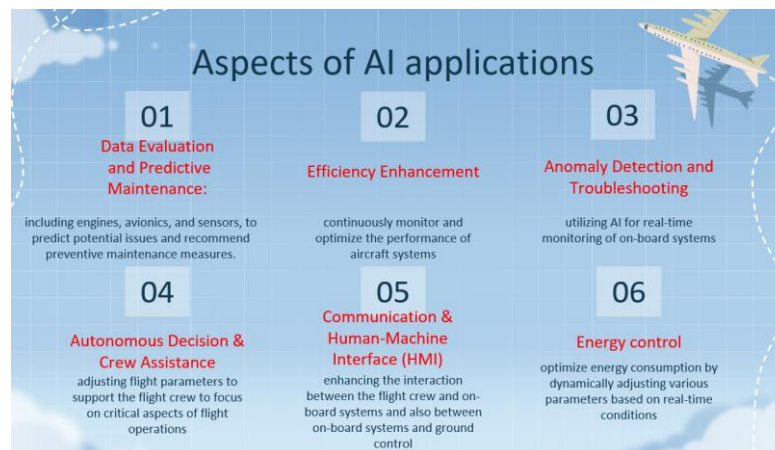 Aspects of AI applications
01
Data Evaluation
and Predictive
Maintenance:
including engines, avionics, and sensors, to
predict potential issues and recommend
preventive maintenance measures.
02
Efficiency Enhancement
continuously monitor and
optimize the performance of
aircraft systems
03
Anomaly Detection and
Troubleshooting
utilizing AI for real-time
monitoring of on-board systems
04
Autonomous Decision &
Crew Assistance
adjusting flight parameters to
support the flight crew to focus
on critical aspects of flight
operations
05
Communication &
Human-Machine
Interface (HMI)
enhancing the interaction
between the flight crew and on-
board systems and also between
on-board systems and ground
control
06
Energy control
optimize energy consumption by
dynamically adjusting various
parameters based on real-time
conditions